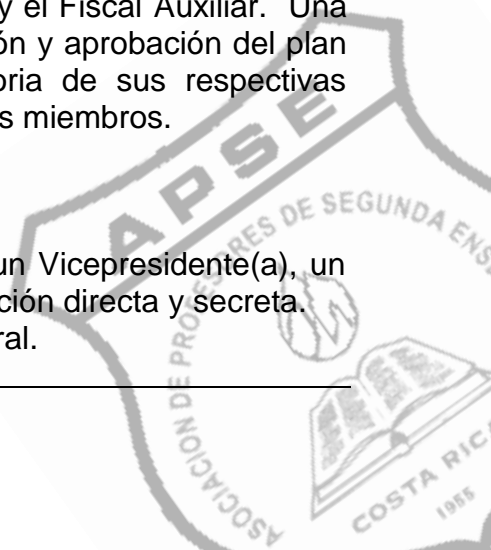 y el Fiscal Auxiliar. Una
ón y aprobación del plan
oria de sus respectivas
s miembros.
un Vicepresidente(a), un
ción directa y secreta.
ral.
APSE
ASOCIACION DE PROFESORES DE SEGUNDA ENS
COSTA RICA
1955